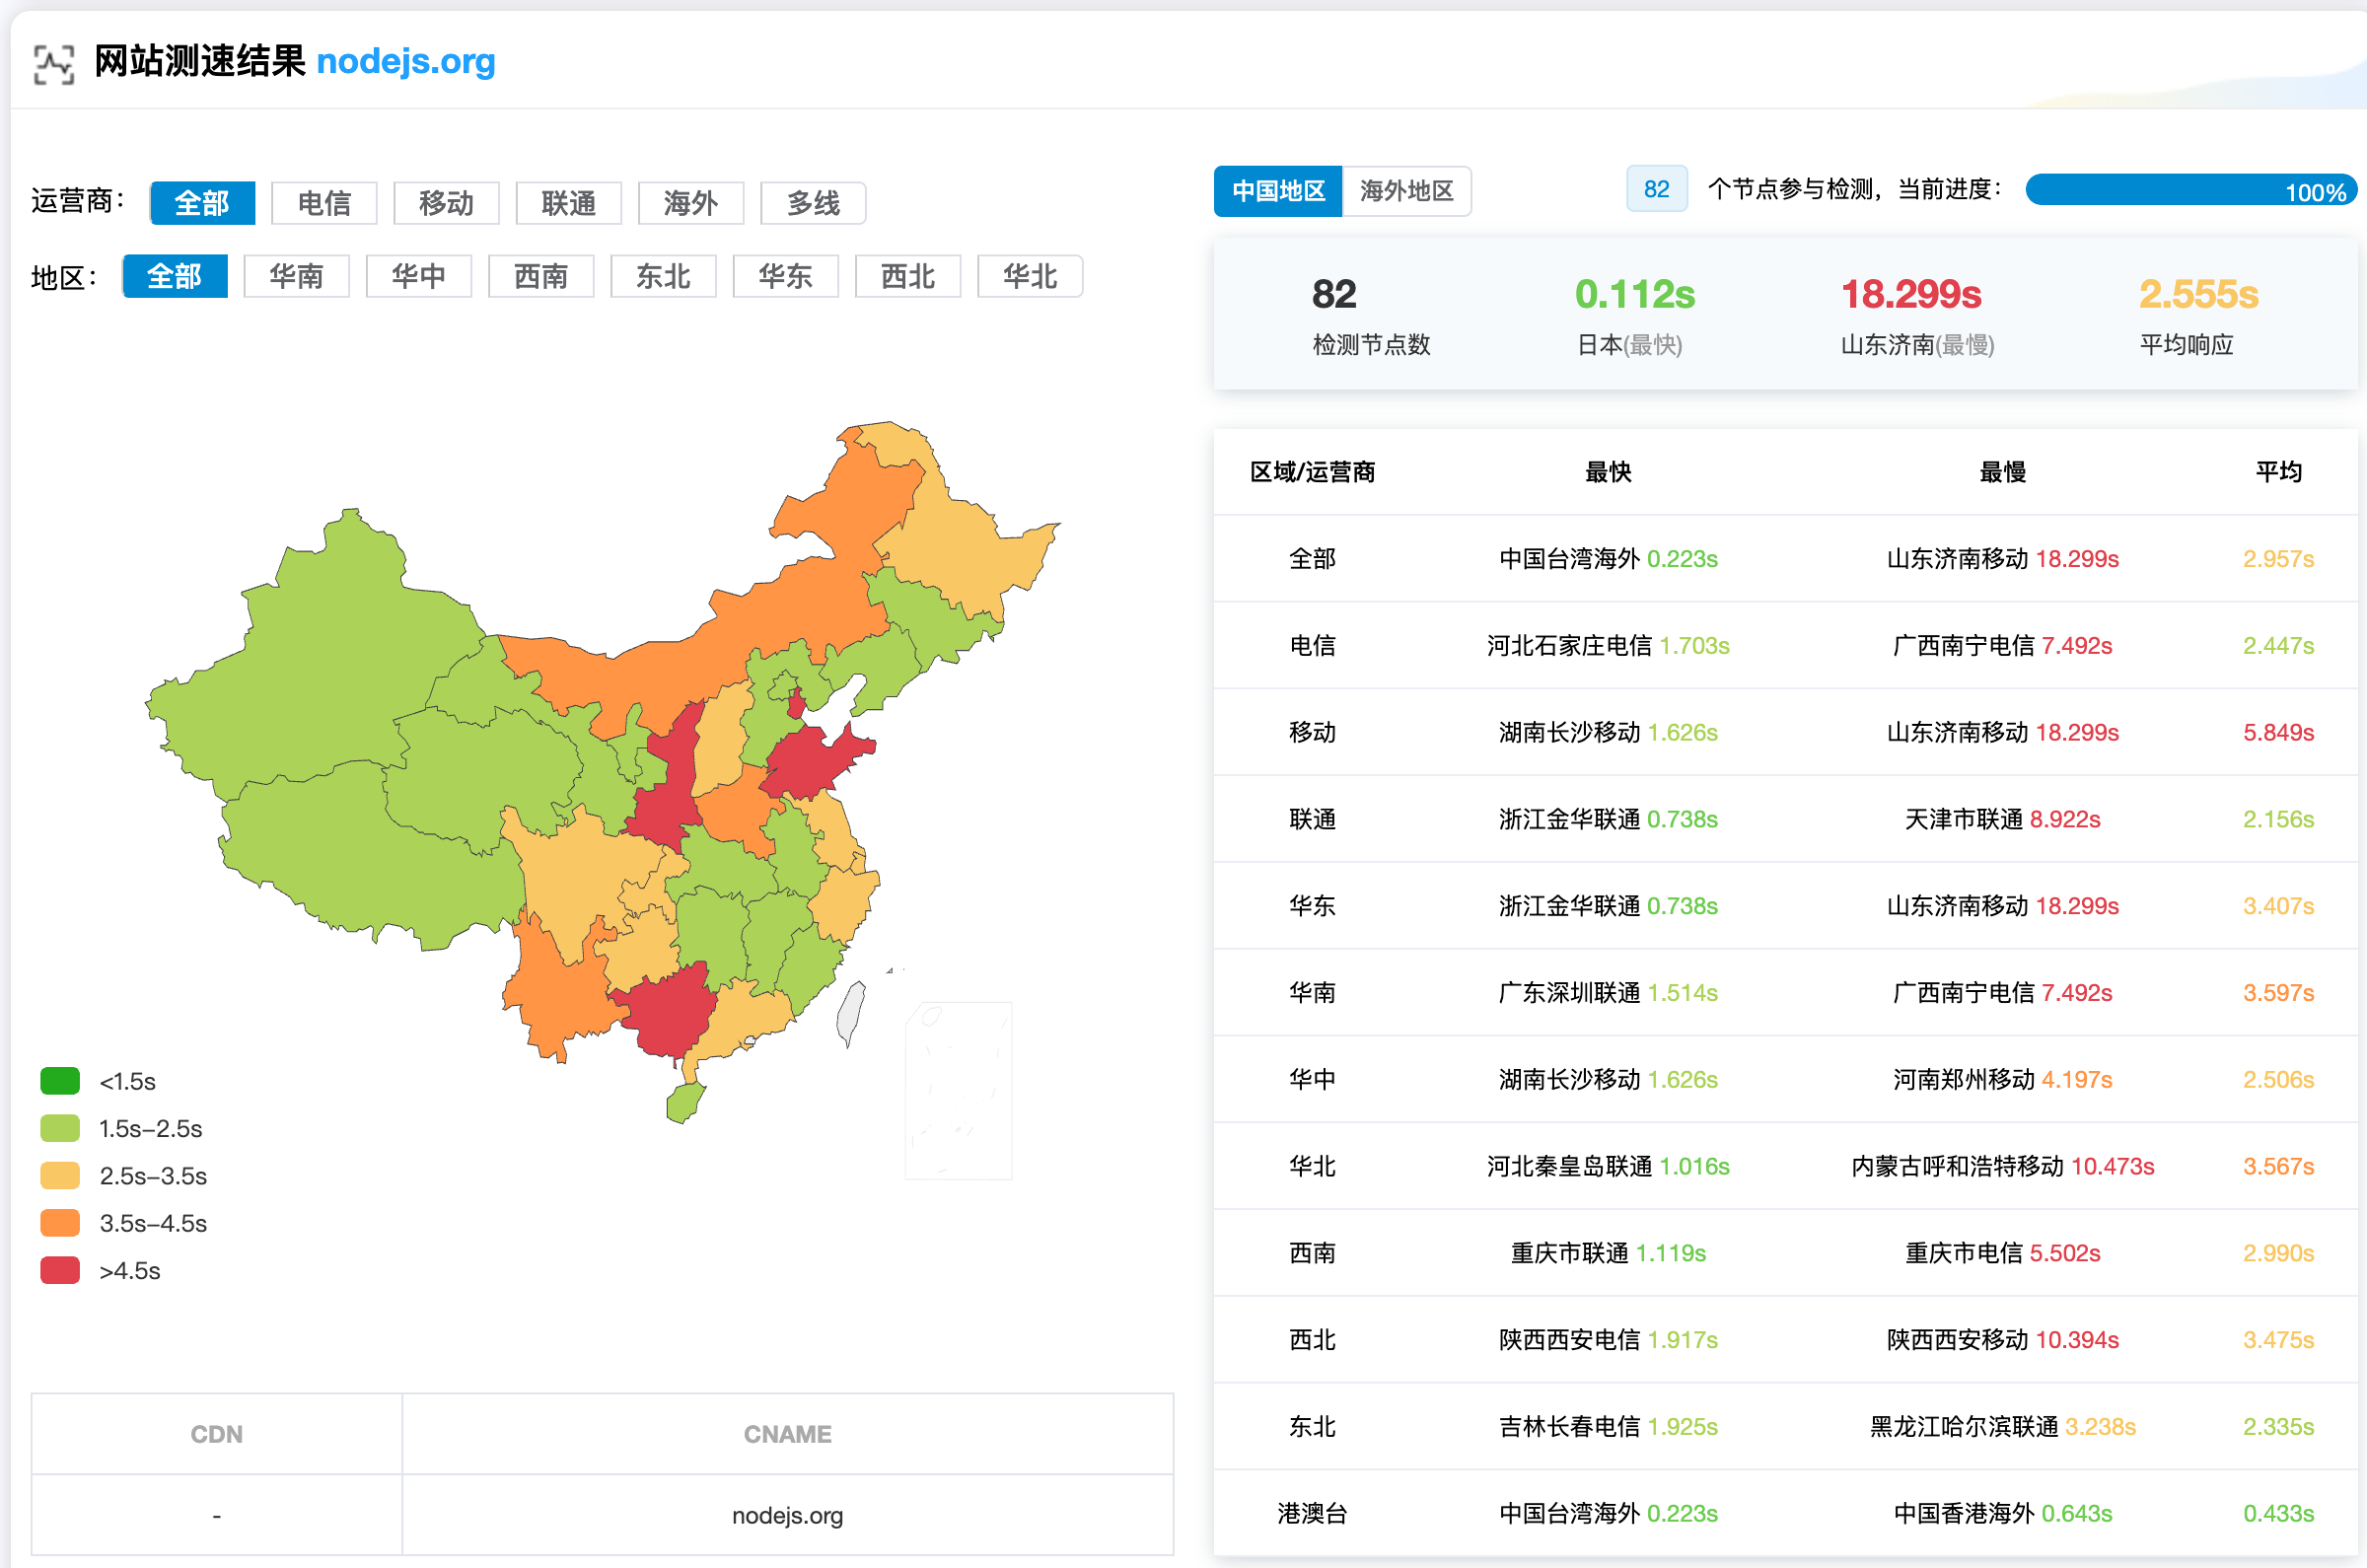 网站测速结果 nodejs.org
运营商： 全部 电信 移动 联通 海外 多线
地区： 全部 华南 华中 西南 东北 华东 西北 华北
<1.5s
1.5s-2.5s
2.5s-3.5s
3.5s-4.5s
>4.5s
CDN CNAME
- nodejs.org
中国地区 海外地区 82 个节点参与检测，当前进度： 100%
82 0.112s 18.299s 2.555s
检测节点数 日本(最快) 山东济南(最慢) 平均响应
区域/运营商 最快 最慢 平均
全部 中国台湾海外 0.223s 山东济南移动 18.299s 2.957s
电信 河北石家庄电信 1.703s 广西南宁电信 7.492s 2.447s
移动 湖南长沙移动 1.626s 山东济南移动 18.299s 5.849s
联通 浙江金华联通 0.738s 天津市联通 8.922s 2.156s
华东 浙江金华联通 0.738s 山东济南移动 18.299s 3.407s
华南 广东深圳联通 1.514s 广西南宁电信 7.492s 3.597s
华中 湖南长沙移动 1.626s 河南郑州移动 4.197s 2.506s
华北 河北秦皇岛联通 1.016s 内蒙古呼和浩特移动 10.473s 3.567s
西南 重庆市联通 1.119s 重庆市电信 5.502s 2.990s
西北 陕西西安电信 1.917s 陕西西安移动 10.394s 3.475s
东北 吉林长春电信 1.925s 黑龙江哈尔滨联通 3.238s 2.335s
港澳台 中国台湾海外 0.223s 中国香港海外 0.643s 0.433s